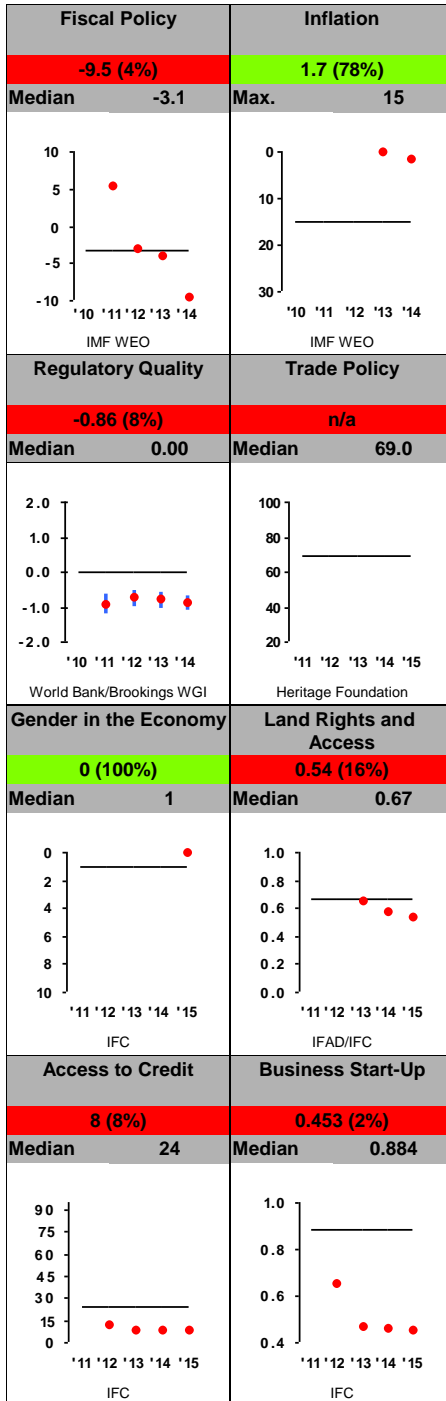 Fiscal Policy
-9.5 (4%)
Median -3.1
10
5
0
-5
-10
'10 '11 '12 '13 '14
IMF WEO
Inflation
1.7 (78%)
Max. 15
0
10
20
30
'10 '11 '12 '13 '14
IMF WEO
Regulatory Quality
-0.86 (8%)
Median 0.00
2.0
1.0
0.0
-1.0
-2.0
'10 '11 '12 '13 '14
World Bank/Brookings WGI
Trade Policy
n/a
Median 69.0
100
80
60
40
20
'11 '12 '13 '14 '15
Heritage Foundation
Gender in the Economy
0 (100%)
Median 1
0
2
4
6
8
10
'11 '12 '13 '14 '15
IFC
Land Rights and
Access
0.54 (16%)
Median 0.67
1.0
0.8
0.6
0.4
0.2
0.0
'11 '12 '13 '14 '15
IFAD/IFC
Access to Credit
8 (8%)
Median 24
90
75
60
45
30
15
0
'11 '12 '13 '14 '15
IFC
Business Start-Up
0.453 (2%)
Median 0.884
1.0
0.8
0.6
0.4
'11 '12 '13 '14 '15
IFC